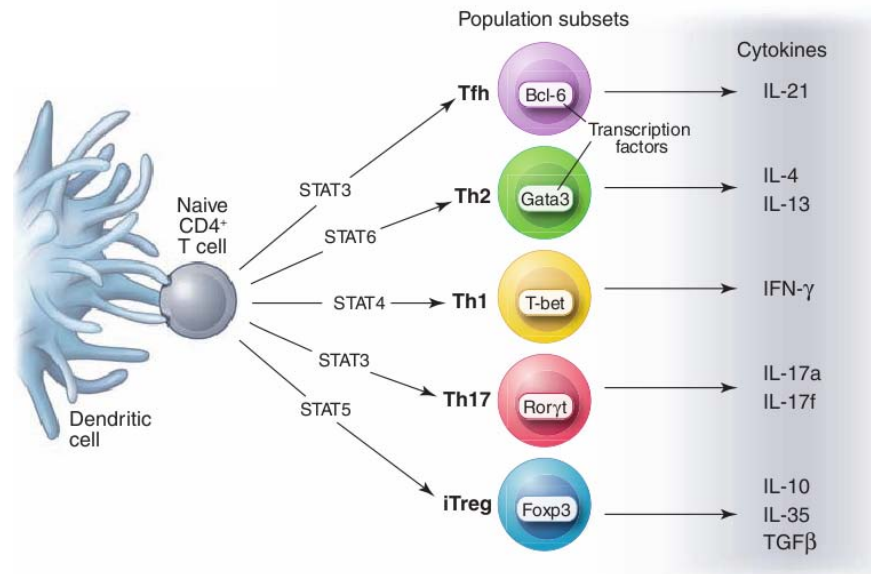 Population subsets
Cytokines
Tfh
Bcl-6
IL-21
Transcription
factors
STAT3
Naive
CD4⁺
T cell
Th2
Gata3
IL-4
IL-13
STAT6
STAT4
Th1
T-bet
IFN-γ
STAT3
Th17
Rorγt
IL-17a
IL-17f
STAT5
Dendritic
cell
iTreg
Foxp3
IL-10
IL-35
TGFβ